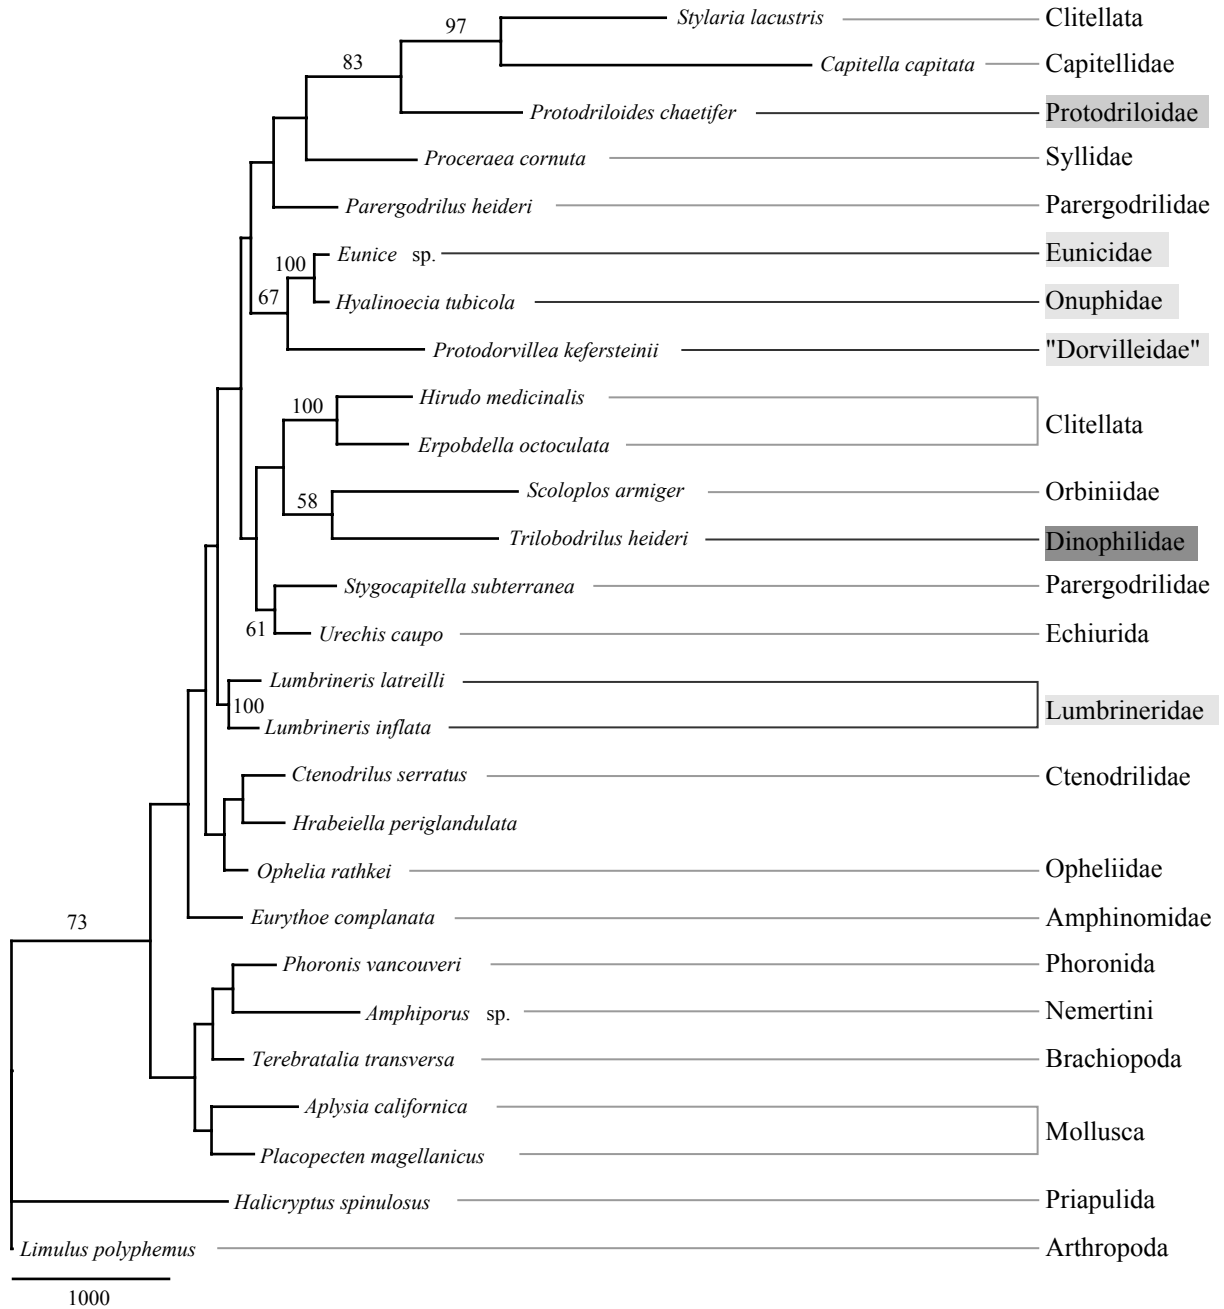 Stylaria lacustris Clitellata
97
Capitella capitata Capitellidae
83
Protodriloides chaetifer Protodriloidae
Proceraea cornuta Syllidae
Parergodrilus heideri Parergodrilidae
Eunice sp. Eunicidae
100
Hyalinoecia tubicola Onuphidae
67
Protodorvillea kefersteinii "Dorvilleidae"
Hirudo medicinalis
100
Clitellata
Erpobdella octoculata
Scoloplos armiger Orbiniidae
58
Trilobodrilus heideri Dinophilidae
Stygocapitella subterranea Parergodrilidae
61
Urechis caupo Echiurida
Lumbrineris latreilli
100
Lumbrineridae
Lumbrineris inflata
Ctenodrilus serratus Ctenodrilidae
Hrabeiella periglandulata
Ophelia rathkei Opheliidae
Eurythoe complanata Amphinomidae
73
Phoronis vancouveri Phoronida
Amphiporus sp. Nemertini
Terebratalia transversa Brachiopoda
Aplysia californica
Mollusca
Placopecten magellanicus
Halicryptus spinulosus Priapulida
Limulus polyphemus Arthropoda
1000